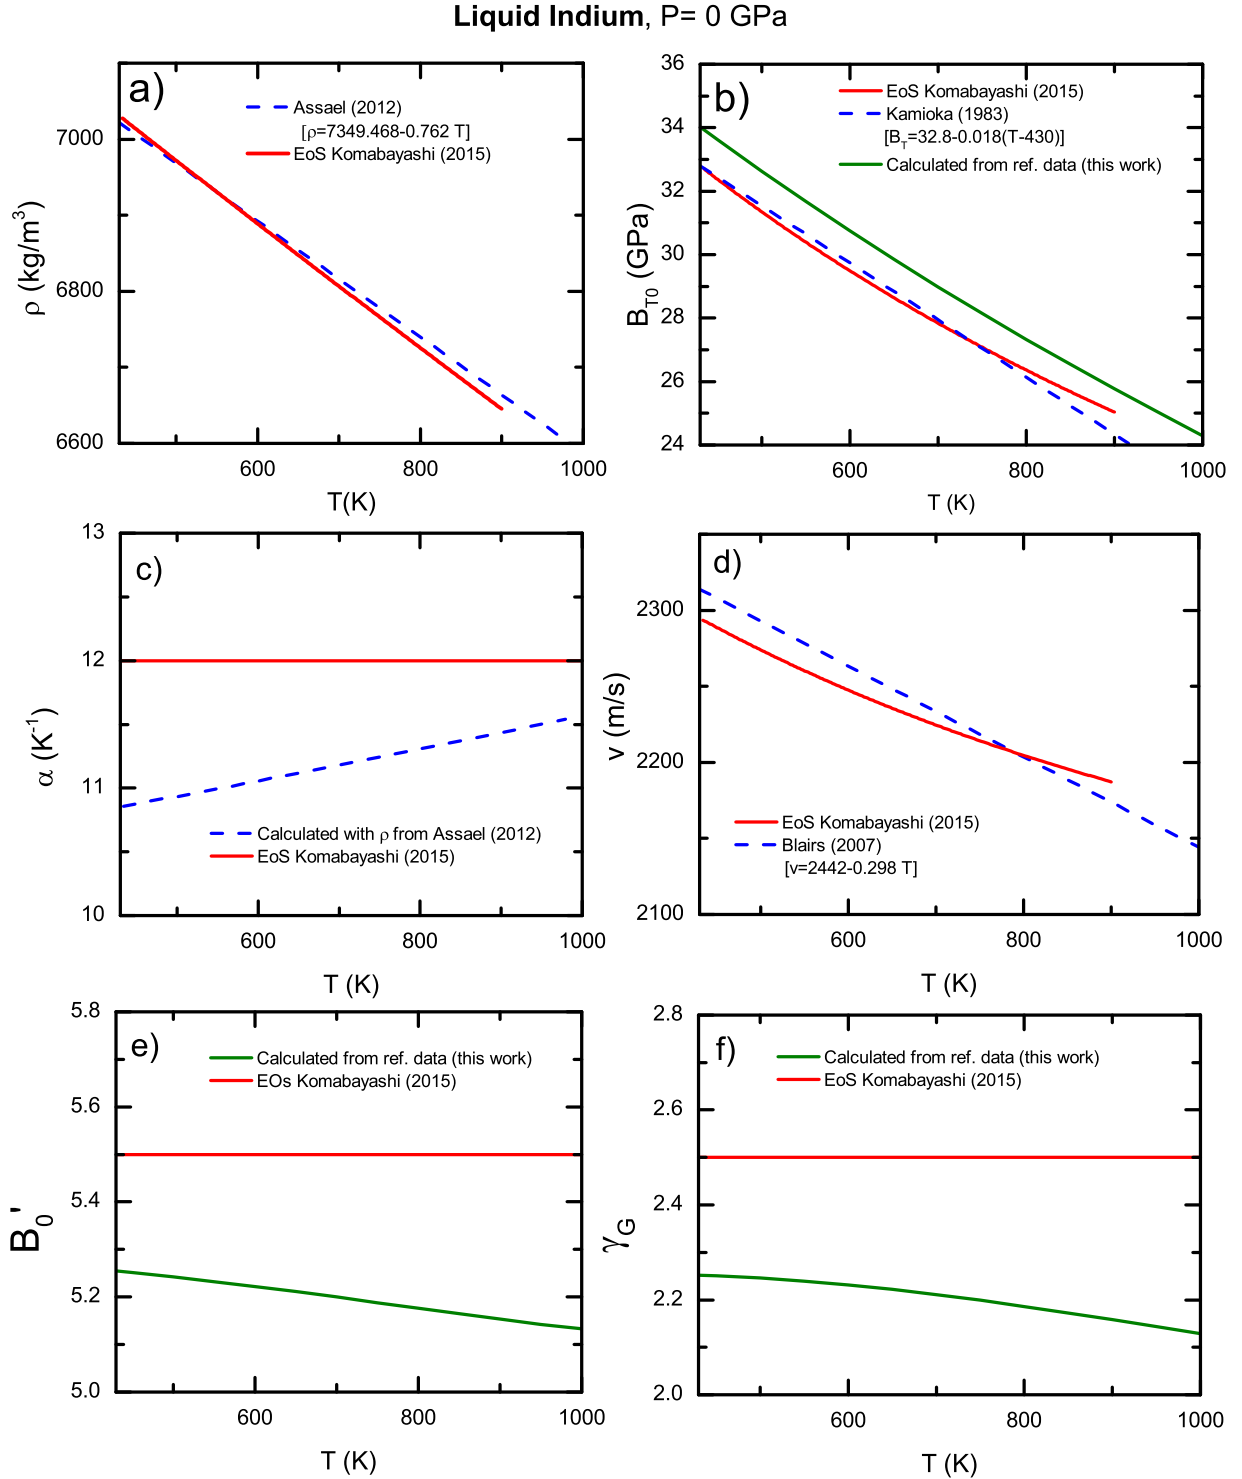 Liquid Indium, P= 0 GPa
a)
Assael (2012)
[ρ=7349.468-0.762 T]
EoS Komabayashi (2015)
7000
6800
6600
ρ (kg/m³)
600
800
1000
T(K)
b)
EoS Komabayashi (2015)
Kamioka (1983)
[B_T=32.8-0.018(T-430)]
Calculated from ref. data (this work)
36
34
32
30
28
26
24
B_T0 (GPa)
600
800
1000
T (K)
c)
13
12
11
10
α (K⁻¹)
Calculated with ρ from Assael (2012)
EoS Komabayashi (2015)
600
800
1000
T (K)
d)
2300
2200
2100
v (m/s)
EoS Komabayashi (2015)
Blairs (2007)
[v=2442-0.298 T]
600
800
1000
T (K)
e)
Calculated from ref. data (this work)
EOs Komabayashi (2015)
5.8
5.6
5.4
5.2
5.0
B₀'
600
800
1000
T (K)
f)
Calculated from ref. data (this work)
EoS Komabayashi (2015)
2.8
2.6
2.4
2.2
2.0
γ_G
600
800
1000
T (K)